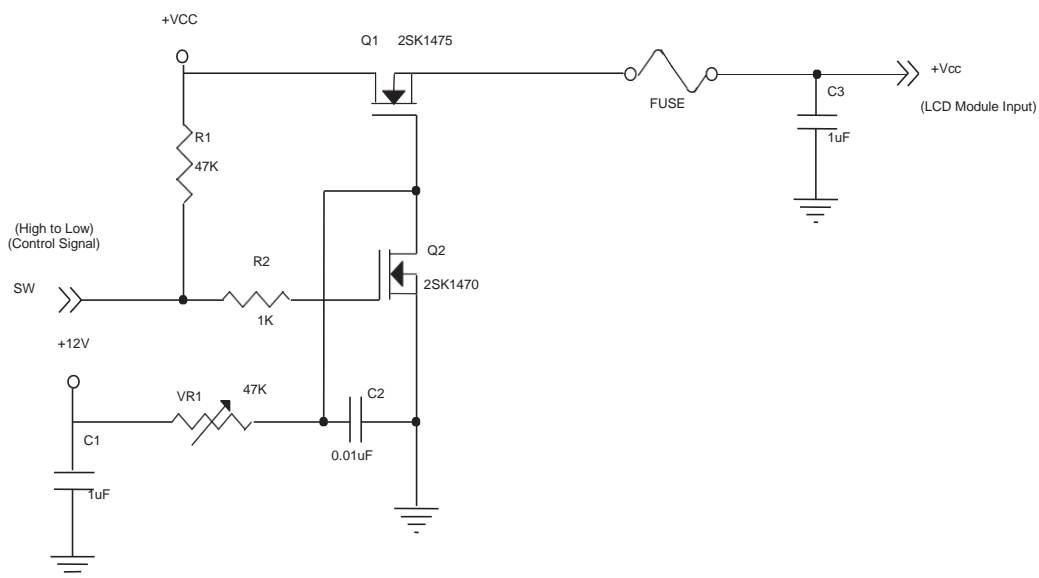 +VCC
Q1 2SK1475
+Vcc
(LCD Module Input)
FUSE
C3
1uF
R1
47K
(High to Low)
(Control Signal)
SW
R2
1K
Q2
2SK1470
+12V
VR1
47K
C2
0.01uF
C1
1uF